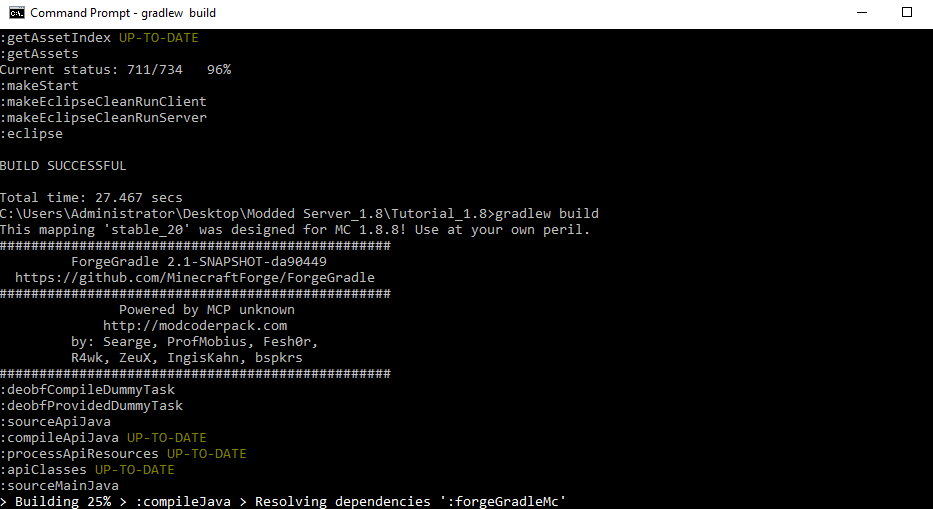 Command Prompt - gradlew build
:getAssetIndex UP-TO-DATE
:getAssets
Current status: 711/734   96%
:makeStart
:makeEclipseCleanRunClient
:makeEclipseCleanRunServer
:eclipse
BUILD SUCCESSFUL
Total time: 27.467 secs
C:\Users\Administrator\Desktop\Modded Server_1.8\Tutorial_1.8>gradlew build
This mapping 'stable_20' was designed for MC 1.8.8! Use at your own peril.
#################################################
ForgeGradle 2.1-SNAPSHOT-da90449
https://github.com/MinecraftForge/ForgeGradle
#################################################
Powered by MCP unknown
http://modcoderpack.com
by: Searge, ProfMobius, Fesh0r,
R4wk, ZeuX, IngisKahn, bspkrs
#################################################
:deobfCompileDummyTask
:deobfProvidedDummyTask
:sourceApiJava
:compileApiJava UP-TO-DATE
:processApiResources UP-TO-DATE
:apiClasses UP-TO-DATE
:sourceMainJava
> Building 25% > :compileJava > Resolving dependencies ':forgeGradleMc'